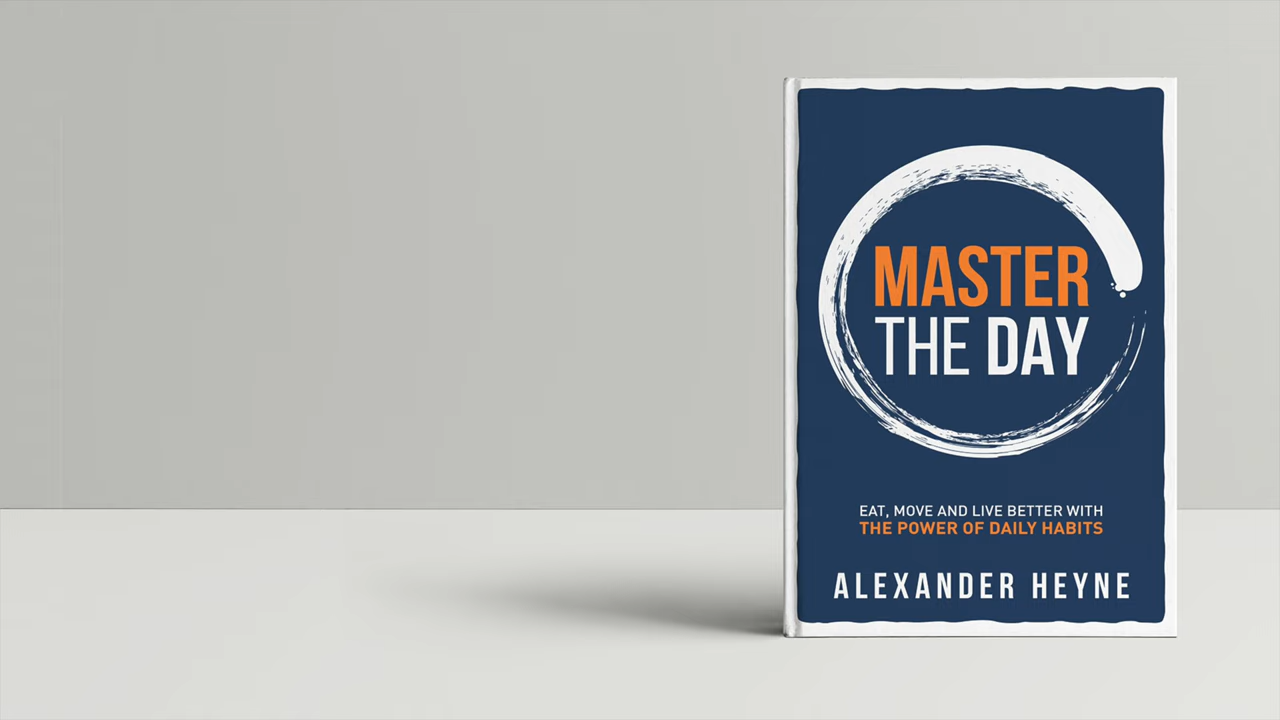 MASTER
THE DAY
EAT, MOVE AND LIVE BETTER WITH
THE POWER OF DAILY HABITS
ALEXANDER HEYNE